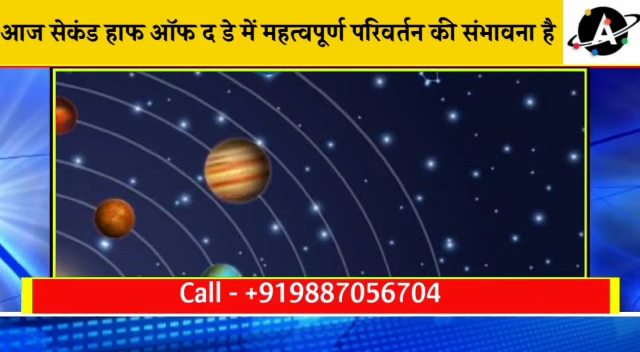 आज सेकंड हाफ ऑफ द डे में महत्वपूर्ण परिवर्तन की संभावना है
A
Call - +919887056704